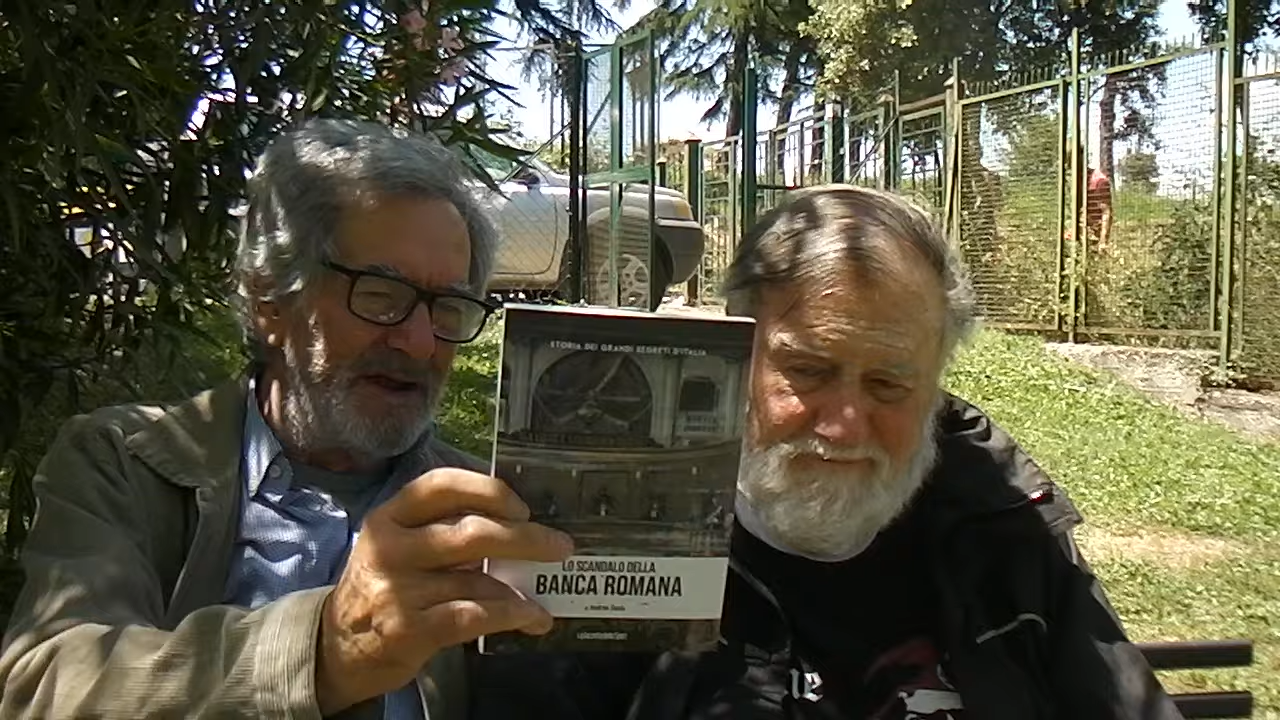 STORIA DEI GRANDI SEGRETI D'ITALIA
LO SCANDALO DELLA
BANCA ROMANA